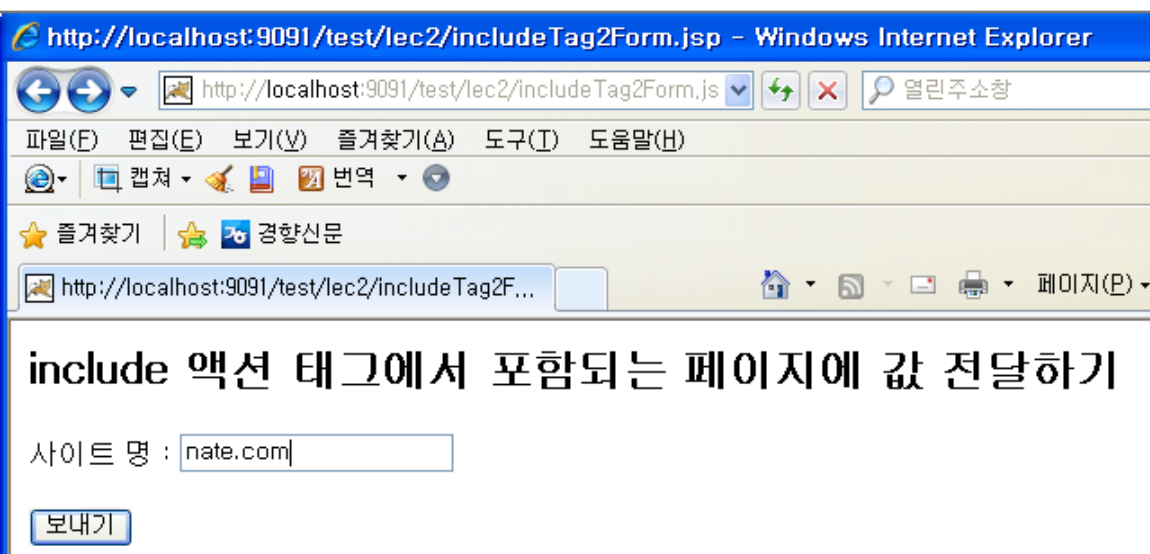 http://localhost:9091/test/lec2/includeTag2Form.jsp - Windows Internet Explorer
http://localhost:9091/test/lec2/includeTag2Form.js 열린주소창
파일(F) 편집(E) 보기(V) 즐겨찾기(A) 도구(T) 도움말(H)
캡쳐 번역
즐겨찾기 경향신문
http://localhost:9091/test/lec2/includeTag2F... 페이지(P)
include 액션 태그에서 포함되는 페이지에 값 전달하기
사이트 명 : nate.com
보내기